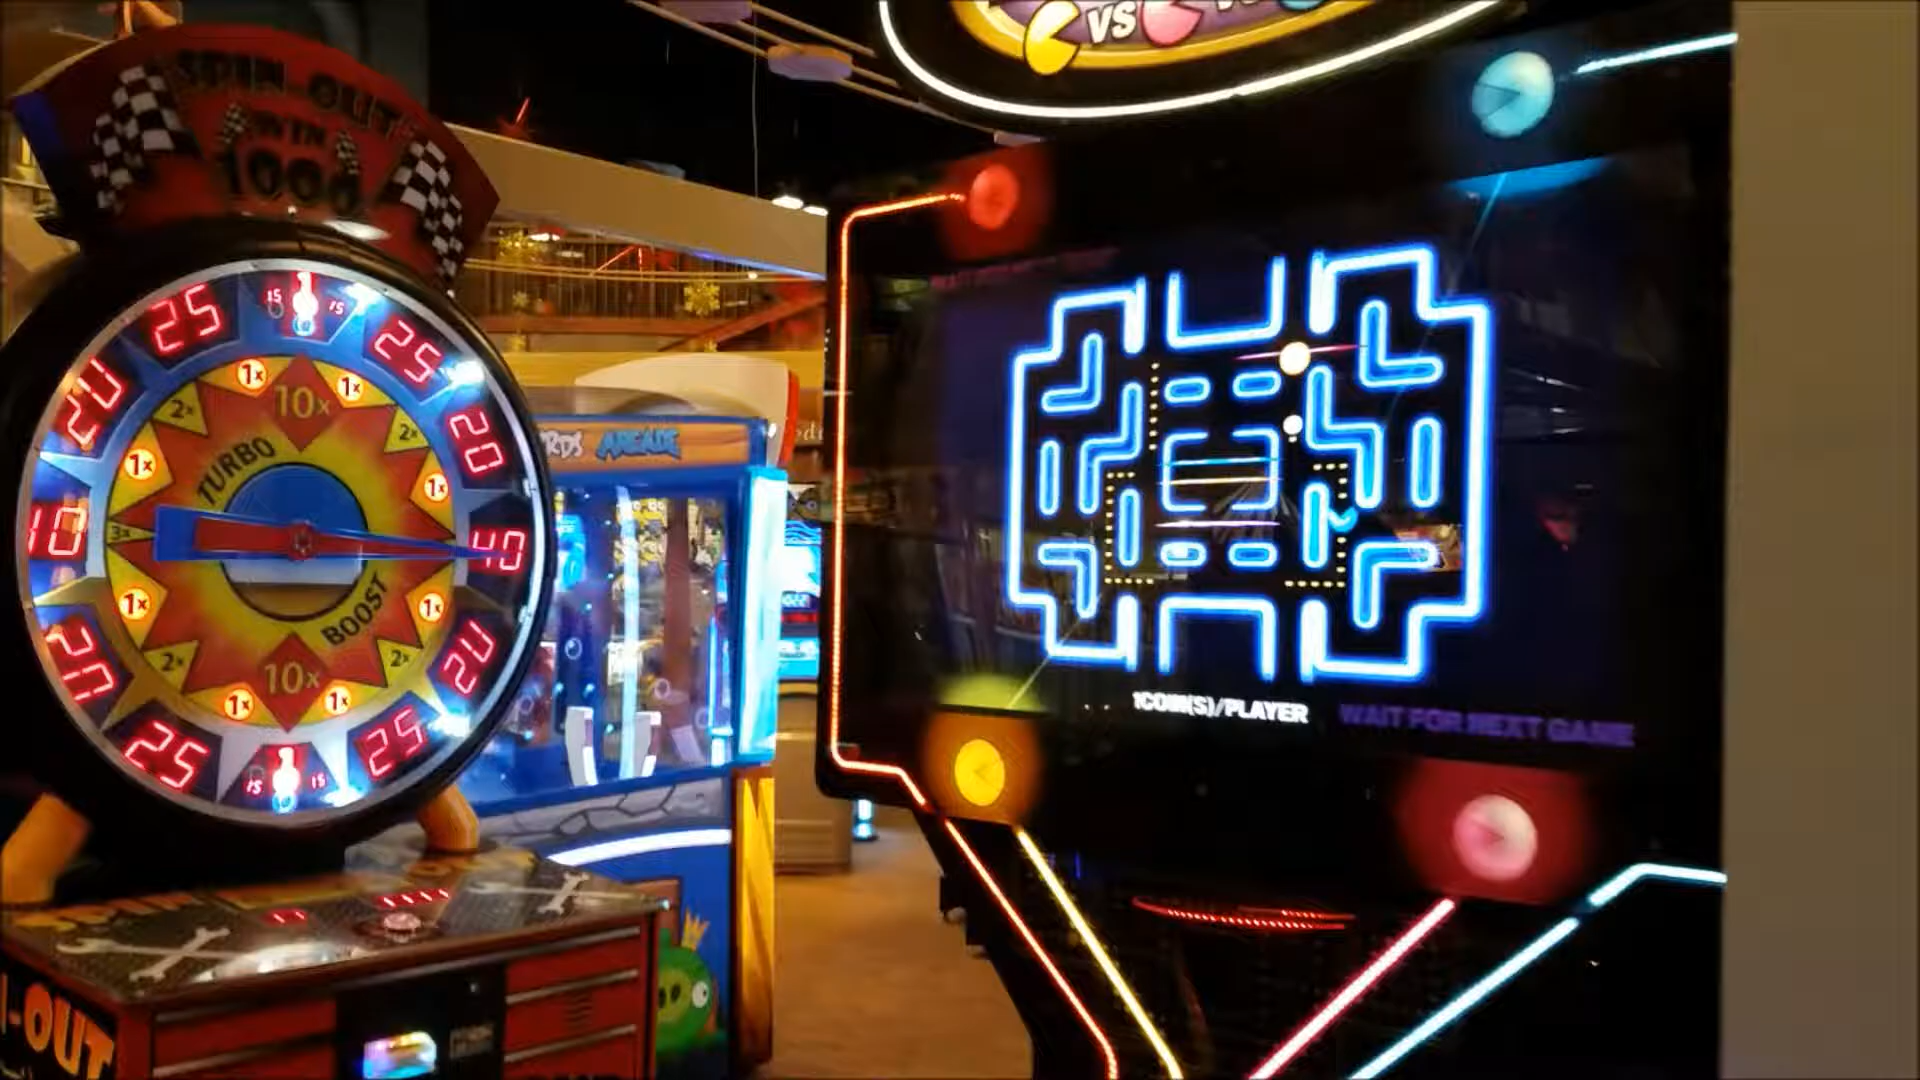 SPIN OUT
WIN
1000
VS
25
15
15
25
20
20
10
40
20
20
25
15
15
25
1x
10x
1x
2x
2x
1x
1x
3x
TURBO
BOOST
1x
1x
2x
2x
10x
1x
1x
RDS ARCADE
1COIN(S)/PLAYER
WAIT FOR NEXT GAME
-OUT